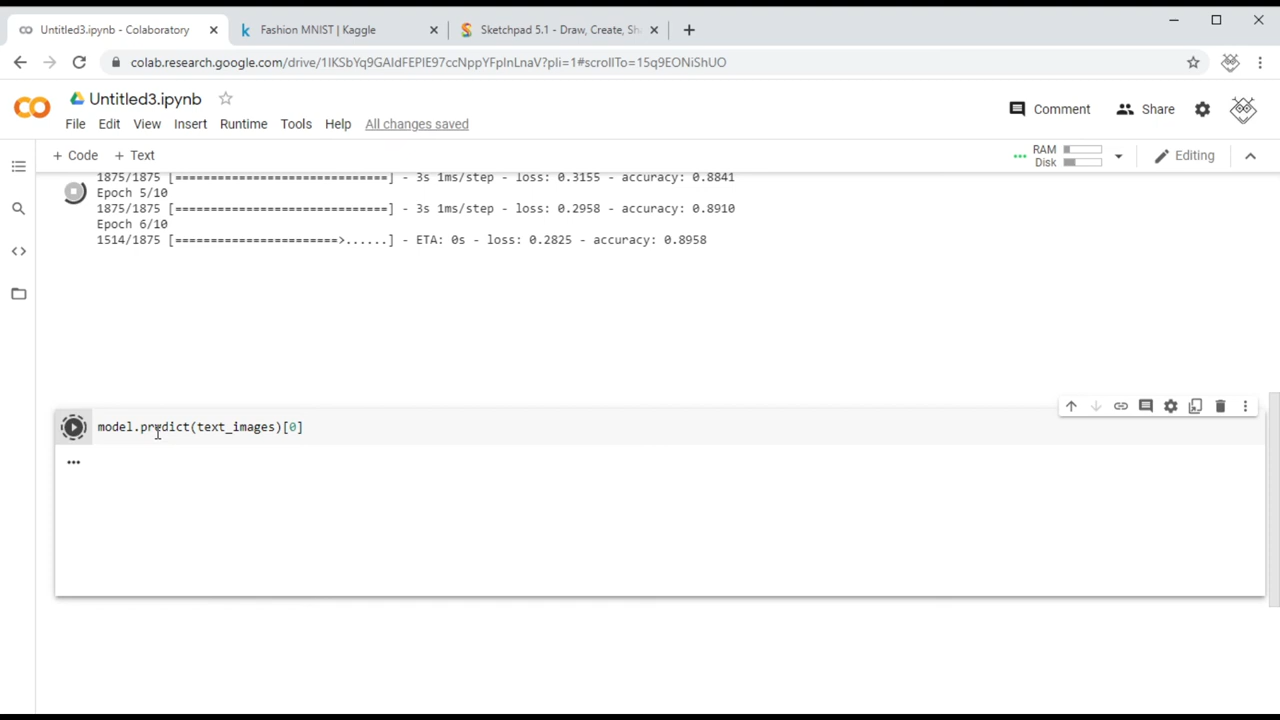 Untitled3.ipynb - Colaboratory
Fashion MNIST | Kaggle
Sketchpad 5.1 - Draw, Create, Sh
colab.research.google.com/drive/1IKSbYq9GAIdFEPIE97ccNppYFpInLnaV?pli=1#scrollTo=15q9EONiShUO
Untitled3.ipynb
Comment
Share
File Edit View Insert Runtime Tools Help All changes saved
+ Code + Text
RAM
Disk
Editing
1875/1875 [==============================] - 3s 1ms/step - loss: 0.3155 - accuracy: 0.8841
Epoch 5/10
1875/1875 [==============================] - 3s 1ms/step - loss: 0.2958 - accuracy: 0.8910
Epoch 6/10
1514/1875 [=======================>......] - ETA: 0s - loss: 0.2825 - accuracy: 0.8958
model.predict(text_images)[0]